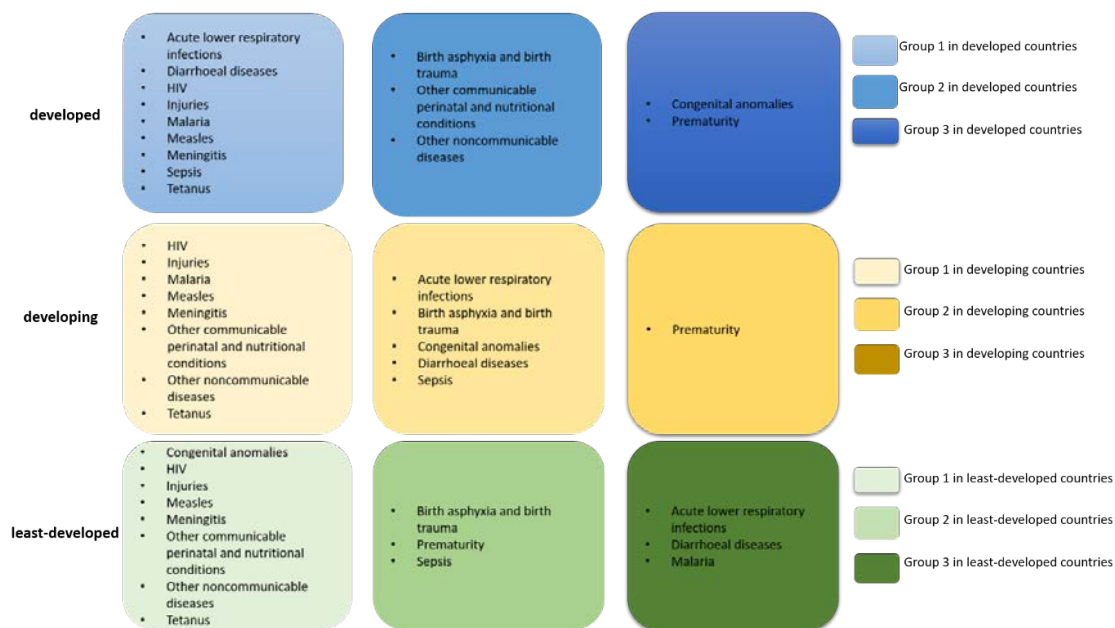 developed
• Acute lower respiratory
infections
• Diarrhoeal diseases
• HIV
• Injuries
• Malaria
• Measles
• Meningitis
• Sepsis
• Tetanus
• Birth asphyxia and birth
trauma
• Other communicable
perinatal and nutritional
conditions
• Other noncommunicable
diseases
• Congenital anomalies
• Prematurity
Group 1 in developed countries
Group 2 in developed countries
Group 3 in developed countries
developing
• HIV
• Injuries
• Malaria
• Measles
• Meningitis
• Other communicable
perinatal and nutritional
conditions
• Other noncommunicable
diseases
• Tetanus
• Acute lower respiratory
infections
• Birth asphyxia and birth
trauma
• Congenital anomalies
• Diarrhoeal diseases
• Sepsis
• Prematurity
Group 1 in developing countries
Group 2 in developing countries
Group 3 in developing countries
least-developed
• Congenital anomalies
• HIV
• Injuries
• Measles
• Meningitis
• Other communicable
perinatal and nutritional
conditions
• Other noncommunicable
diseases
• Tetanus
• Birth asphyxia and birth
trauma
• Prematurity
• Sepsis
• Acute lower respiratory
infections
• Diarrhoeal diseases
• Malaria
Group 1 in least-developed countries
Group 2 in least-developed countries
Group 3 in least-developed countries